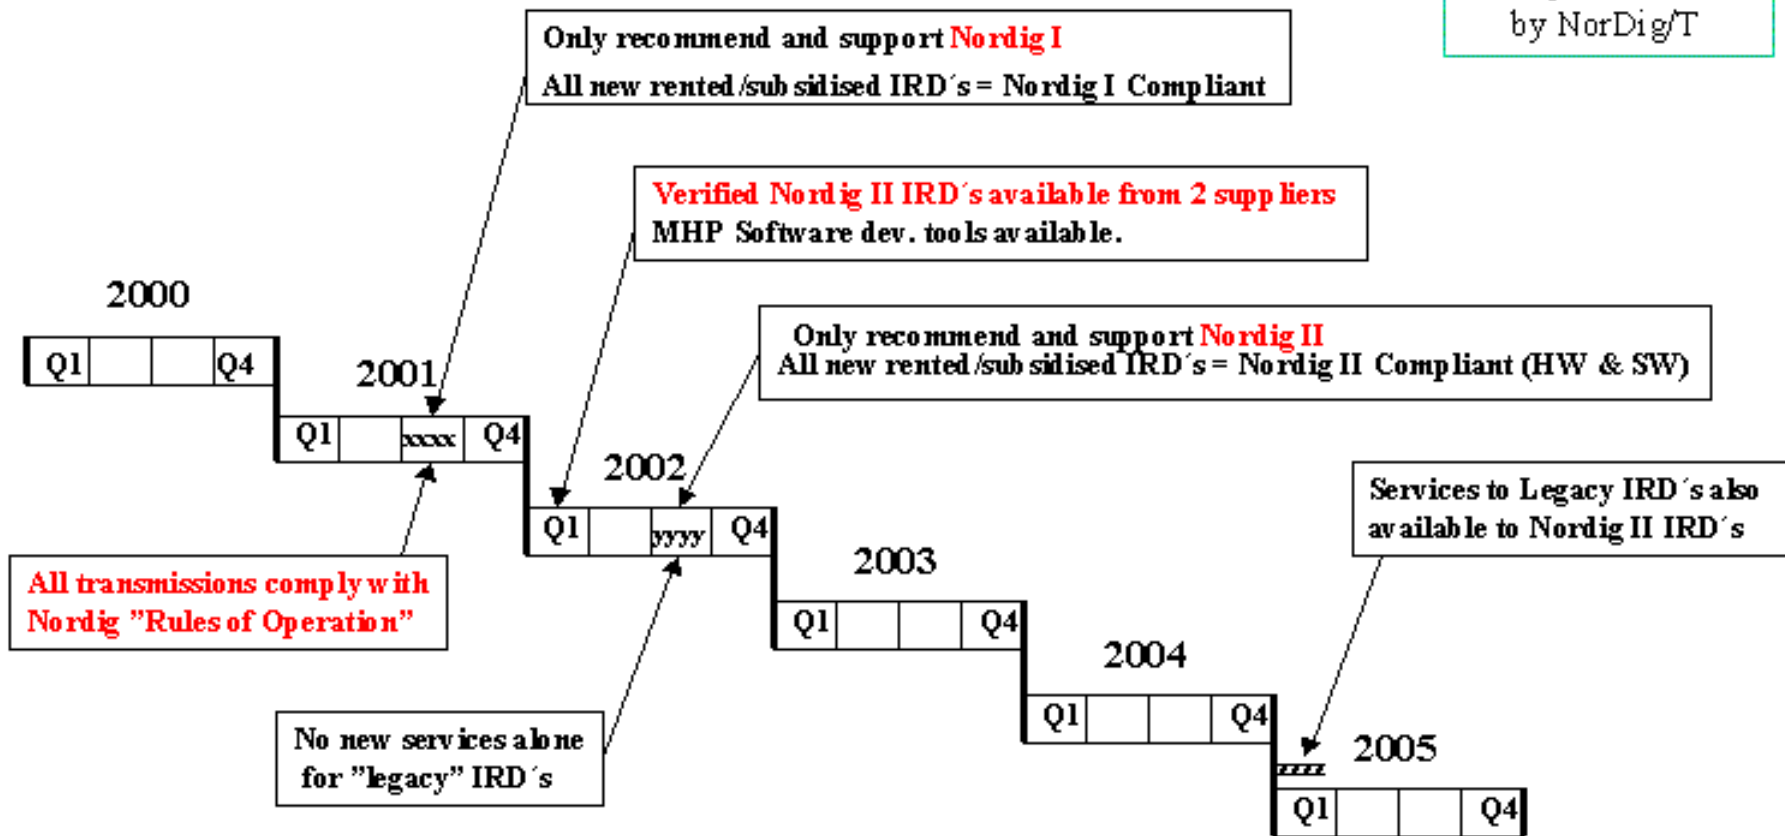 by NorDig/T
Only recommend and support Nordig I
All new rented/subsidised IRD´s = Nordig I Compliant
Verified Nordig II IRD´s available from 2 suppliers
MHP Software dev. tools available.
2000
Q1 Q4
Only recommend and support Nordig II
All new rented/subsidised IRD´s = Nordig II Compliant (HW & SW)
2001
Q1 xxxx Q4
2002
Q1 yyyy Q4
Services to Legacy IRD´s also
available to Nordig II IRD´s
All transmissions comply with
Nordig ”Rules of Operation”
2003
Q1 Q4
2004
Q1 Q4
No new services alone
for ”legacy” IRD´s
2005
zzzz
Q1 Q4